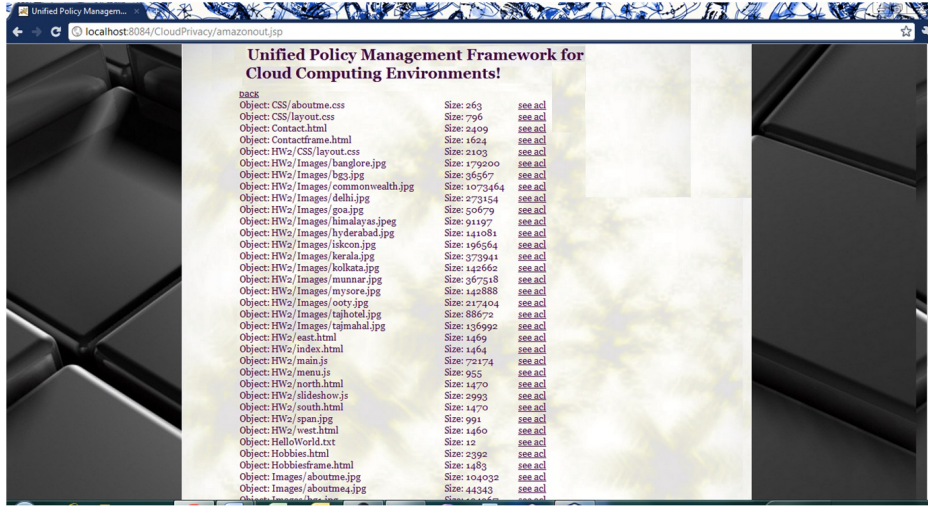 Unified Policy Managem...
localhost:8084/CloudPrivacy/amazonout.jsp
Unified Policy Management Framework for
Cloud Computing Environments!
back
Object: CSS/aboutme.css Size: 263 see acl
Object: CSS/layout.css Size: 796 see acl
Object: Contact.html Size: 2409 see acl
Object: Contactframe.html Size: 1624 see acl
Object: HW2/CSS/layout.css Size: 2103 see acl
Object: HW2/Images/banglore.jpg Size: 179200 see acl
Object: HW2/Images/bg3.jpg Size: 36567 see acl
Object: HW2/Images/commonwealth.jpg Size: 1073464 see acl
Object: HW2/Images/delhi.jpg Size: 273154 see acl
Object: HW2/Images/goa.jpg Size: 50679 see acl
Object: HW2/Images/himalayas.jpeg Size: 91197 see acl
Object: HW2/Images/hyderabad.jpg Size: 141081 see acl
Object: HW2/Images/iskcon.jpg Size: 196564 see acl
Object: HW2/Images/kerala.jpg Size: 373941 see acl
Object: HW2/Images/kolkata.jpg Size: 142662 see acl
Object: HW2/Images/munnar.jpg Size: 367518 see acl
Object: HW2/Images/mysore.jpg Size: 142888 see acl
Object: HW2/Images/ooty.jpg Size: 217404 see acl
Object: HW2/Images/tajhotel.jpg Size: 88672 see acl
Object: HW2/Images/tajmahal.jpg Size: 136992 see acl
Object: HW2/east.html Size: 1469 see acl
Object: HW2/index.html Size: 1464 see acl
Object: HW2/main.js Size: 72174 see acl
Object: HW2/menu.js Size: 955 see acl
Object: HW2/north.html Size: 1470 see acl
Object: HW2/slideshow.js Size: 2993 see acl
Object: HW2/south.html Size: 1470 see acl
Object: HW2/span.jpg Size: 991 see acl
Object: HW2/west.html Size: 1460 see acl
Object: HelloWorld.txt Size: 12 see acl
Object: Hobbies.html Size: 2392 see acl
Object: Hobbiesframe.html Size: 1483 see acl
Object: Images/aboutme.jpg Size: 104032 see acl
Object: Images/aboutme4.jpg Size: 44343 see acl